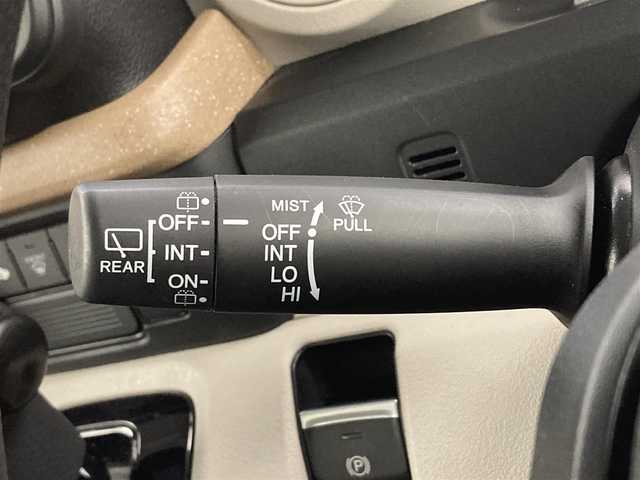 OFF
INT
ON
REAR
MIST
OFF
INT
LO
HI
PULL
P